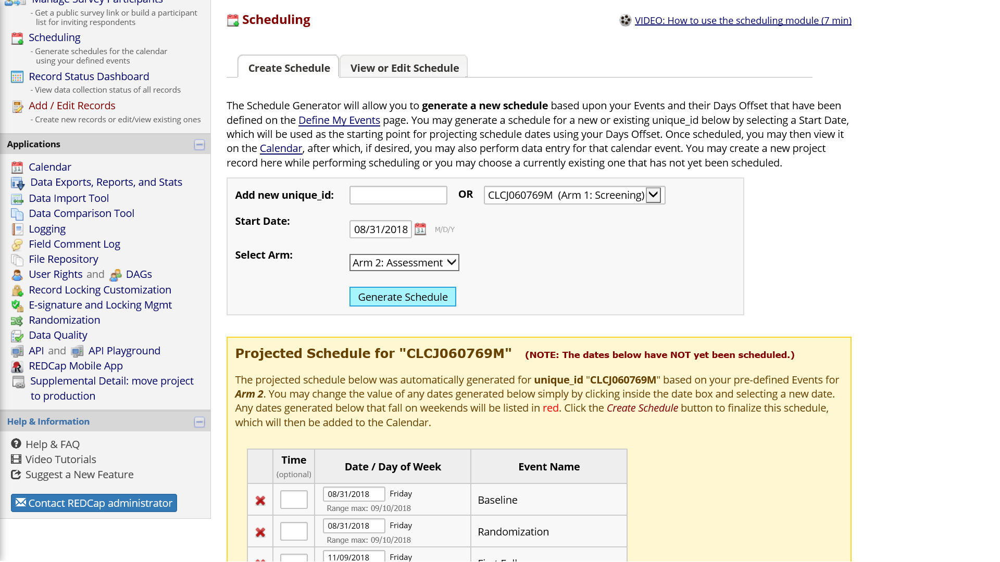 Manage Survey Participants
- Get a public survey link or build a participant
list for inviting respondents
Scheduling
- Generate schedules for the calendar
using your defined events
Record Status Dashboard
- View data collection status of all records
Add / Edit Records
- Create new records or edit/view existing ones
Applications
Calendar
Data Exports, Reports, and Stats
Data Import Tool
Data Comparison Tool
Logging
Field Comment Log
File Repository
User Rights and DAGs
Record Locking Customization
E-signature and Locking Mgmt
Randomization
Data Quality
API and API Playground
REDCap Mobile App
Supplemental Detail: move project
to production
Help & Information
Help & FAQ
Video Tutorials
Suggest a New Feature
Contact REDCap administrator
Scheduling
VIDEO: How to use the scheduling module (7 min)
Create Schedule
View or Edit Schedule
The Schedule Generator will allow you to generate a new schedule based upon your Events and their Days Offset that have been
defined on the Define My Events page. You may generate a schedule for a new or existing unique_id below by selecting a Start Date,
which will be used as the starting point for projecting schedule dates using your Days Offset. Once scheduled, you may then view it
on the Calendar, after which, if desired, you may also perform data entry for that calendar event. You may create a new project
record here while performing scheduling or you may choose a currently existing one that has not yet been scheduled.
Add new unique_id: OR CLCJ060769M (Arm 1: Screening)
Start Date:
08/31/2018 M/D/Y
Select Arm:
Arm 2: Assessment
Generate Schedule
Projected Schedule for "CLCJ060769M" (NOTE: The dates below have NOT yet been scheduled.)
The projected schedule below was automatically generated for unique_id "CLCJ060769M" based on your pre-defined Events for
Arm 2. You may change the value of any dates generated below simply by clicking inside the date box and selecting a new date.
Any dates generated below that fall on weekends will be listed in red. Click the Create Schedule button to finalize this schedule,
which will then be added to the Calendar.
Time
(optional)
Date / Day of Week
Event Name
08/31/2018 Friday
Range max: 09/10/2018
Baseline
08/31/2018 Friday
Range max: 09/10/2018
Randomization
11/09/2018 Friday